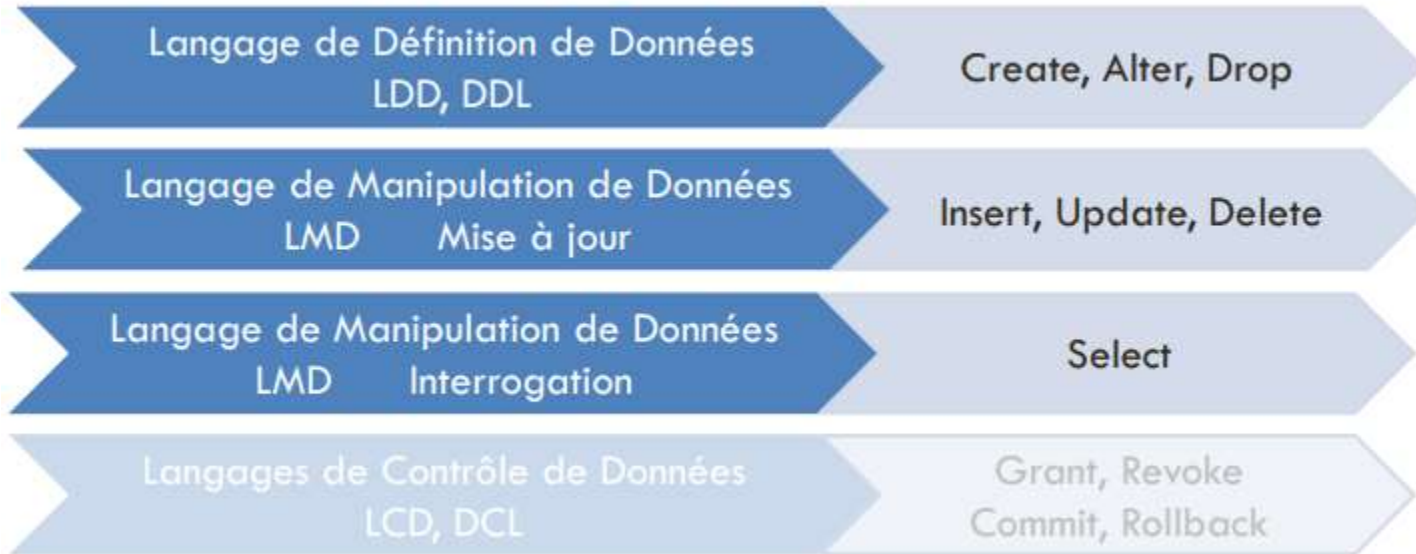 Langage de Définition de Données
LDD, DDL
Create, Alter, Drop
Langage de Manipulation de Données
LMD Mise à jour
Insert, Update, Delete
Langage de Manipulation de Données
LMD Interrogation
Select
Langages de Contrôle de Données
LCD, DCL
Grant, Revoke
Commit, Rollback